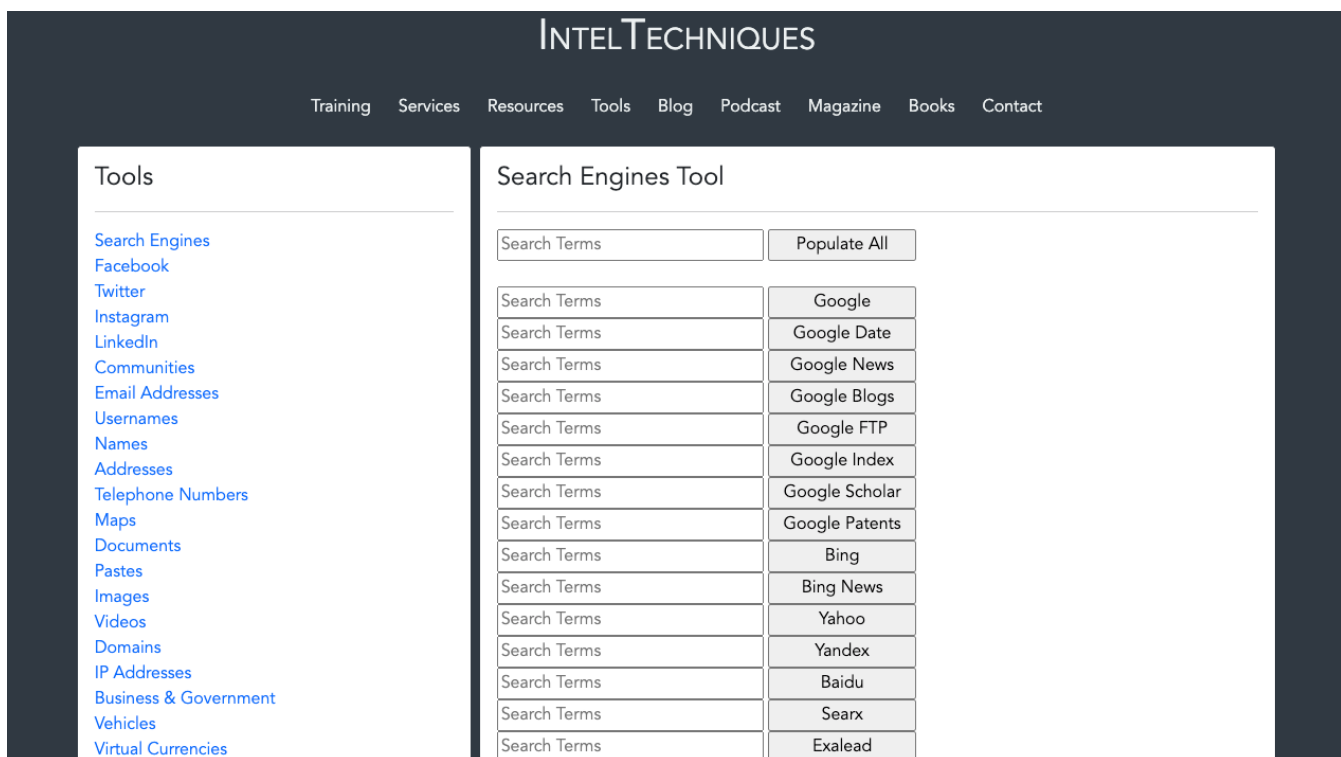 INTELTECHNIQUES
Training Services Resources Tools Blog Podcast Magazine Books Contact
Tools
Search Engines
Facebook
Twitter
Instagram
LinkedIn
Communities
Email Addresses
Usernames
Names
Addresses
Telephone Numbers
Maps
Documents
Pastes
Images
Videos
Domains
IP Addresses
Business & Government
Vehicles
Virtual Currencies
Search Engines Tool
Search Terms Populate All
Search Terms Google
Search Terms Google Date
Search Terms Google News
Search Terms Google Blogs
Search Terms Google FTP
Search Terms Google Index
Search Terms Google Scholar
Search Terms Google Patents
Search Terms Bing
Search Terms Bing News
Search Terms Yahoo
Search Terms Yandex
Search Terms Baidu
Search Terms Searx
Search Terms Exalead